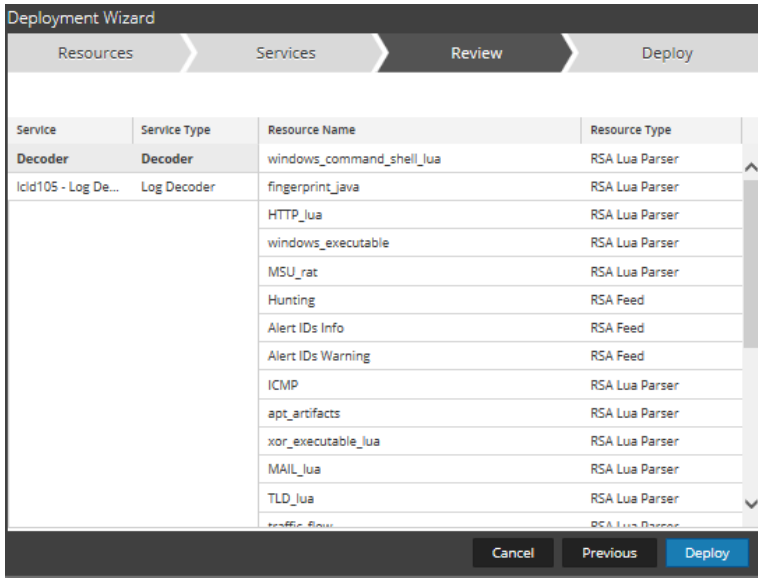 Deployment Wizard
Resources Services Review Deploy
Service Service Type Resource Name Resource Type
Decoder Decoder windows_command_shell_lua RSA Lua Parser
lcld105 - Log De... Log Decoder fingerprint_java RSA Lua Parser
HTTP_lua RSA Lua Parser
windows_executable RSA Lua Parser
MSU_rat RSA Lua Parser
Hunting RSA Feed
Alert IDs Info RSA Feed
Alert IDs Warning RSA Feed
ICMP RSA Lua Parser
apt_artifacts RSA Lua Parser
xor_executable_lua RSA Lua Parser
MAIL_lua RSA Lua Parser
TLD_lua RSA Lua Parser
traffic_flow RSA Lua Parser
Cancel Previous Deploy